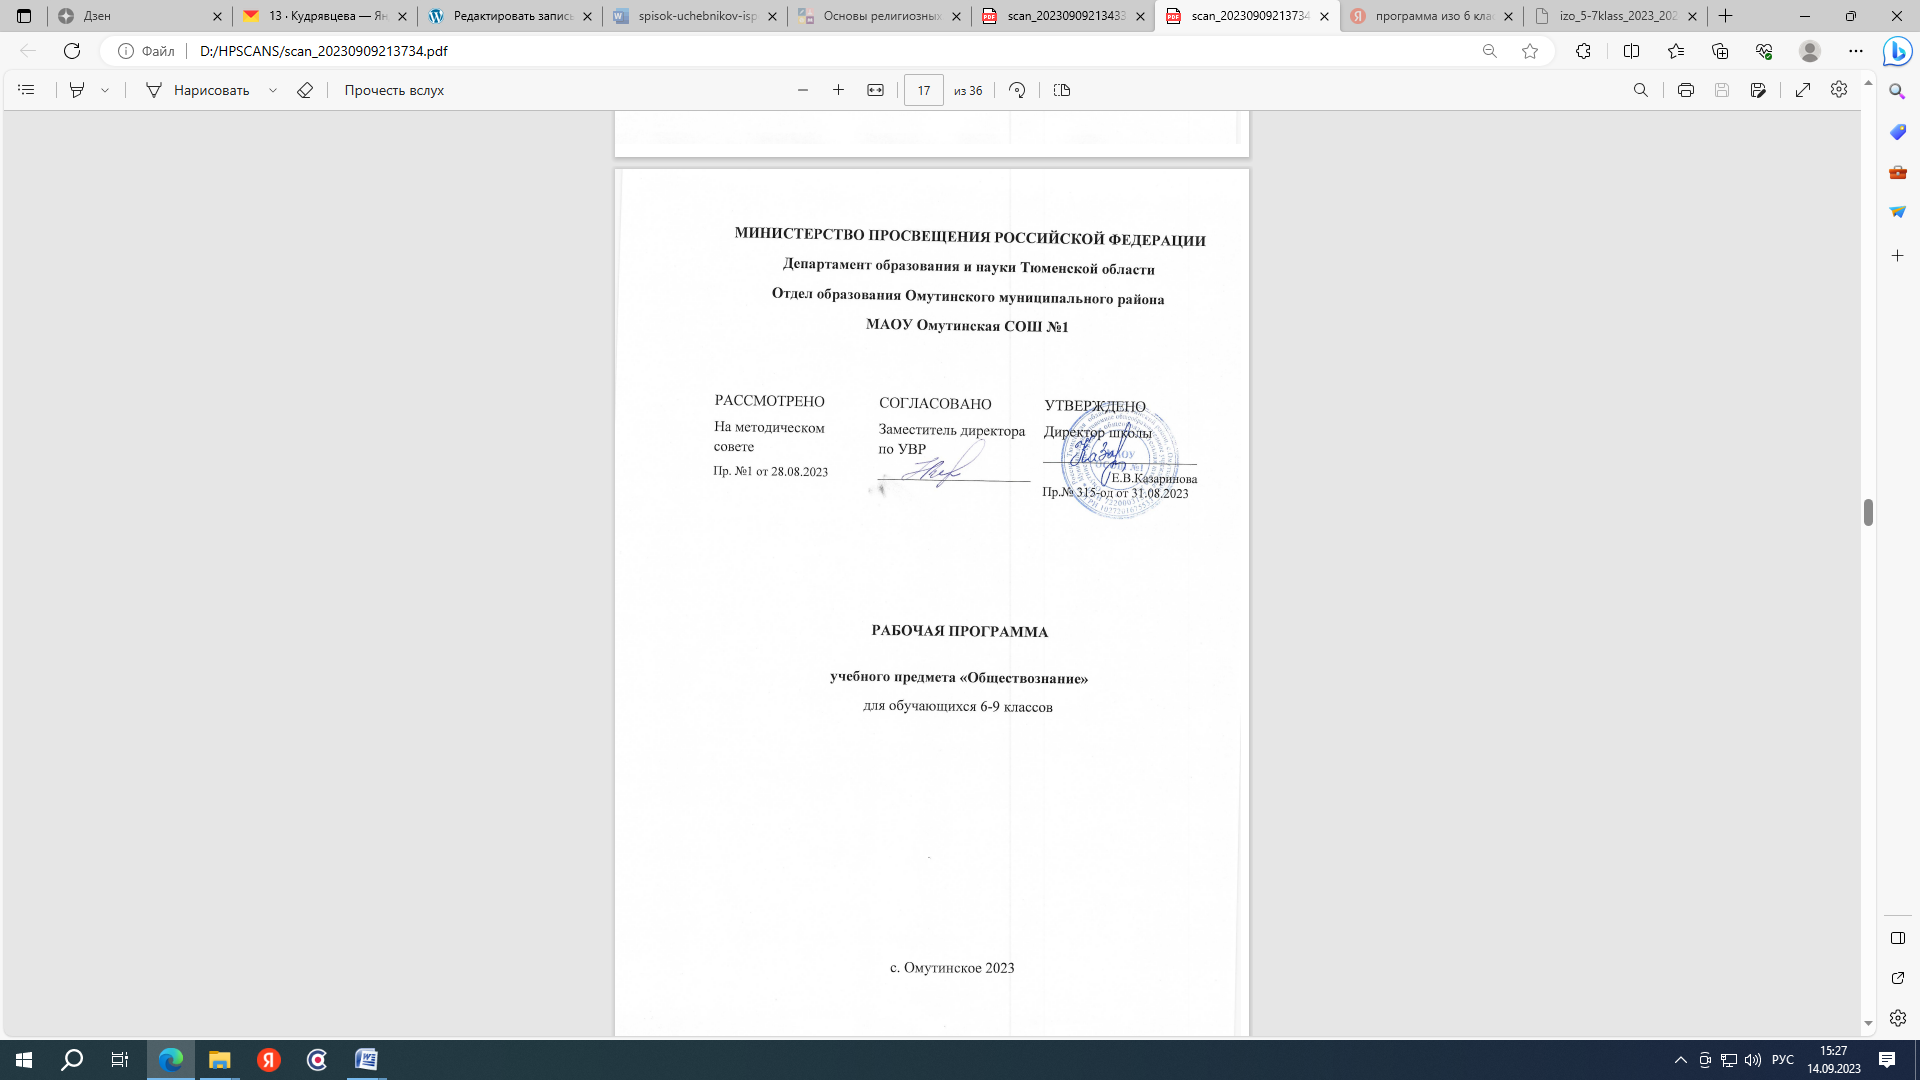 Дзен
13 · Кудрявцева — Ян
Редактировать запись
spisok-uchebnikov-isp
Основы религиозных
scan_20230909213433
scan_20230909213734
программа изо 6 клас
izo_5-7klass_2023_202
Файл
D:/HPSCANS/scan_20230909213734.pdf
Нарисовать
Прочесть вслух
17
из 36
МИНИСТЕРСТВО ПРОСВЕЩЕНИЯ РОССИЙСКОЙ ФЕДЕРАЦИИ
Департамент образования и науки Тюменской области
Отдел образования Омутинского муниципального района
МАОУ Омутинская СОШ №1
РАССМОТРЕНО
На методическом
совете
Пр. №1 от 28.08.2023
СОГЛАСОВАНО
Заместитель директора
по УВР
УТВЕРЖДЕНО
Директор школы
Е.В.Казаринова
Пр.№ 315-од от 31.08.2023
РАБОЧАЯ ПРОГРАММА
учебного предмета «Обществознание»
для обучающихся 6-9 классов
с. Омутинское 2023
РУС
15:27
14.09.2023